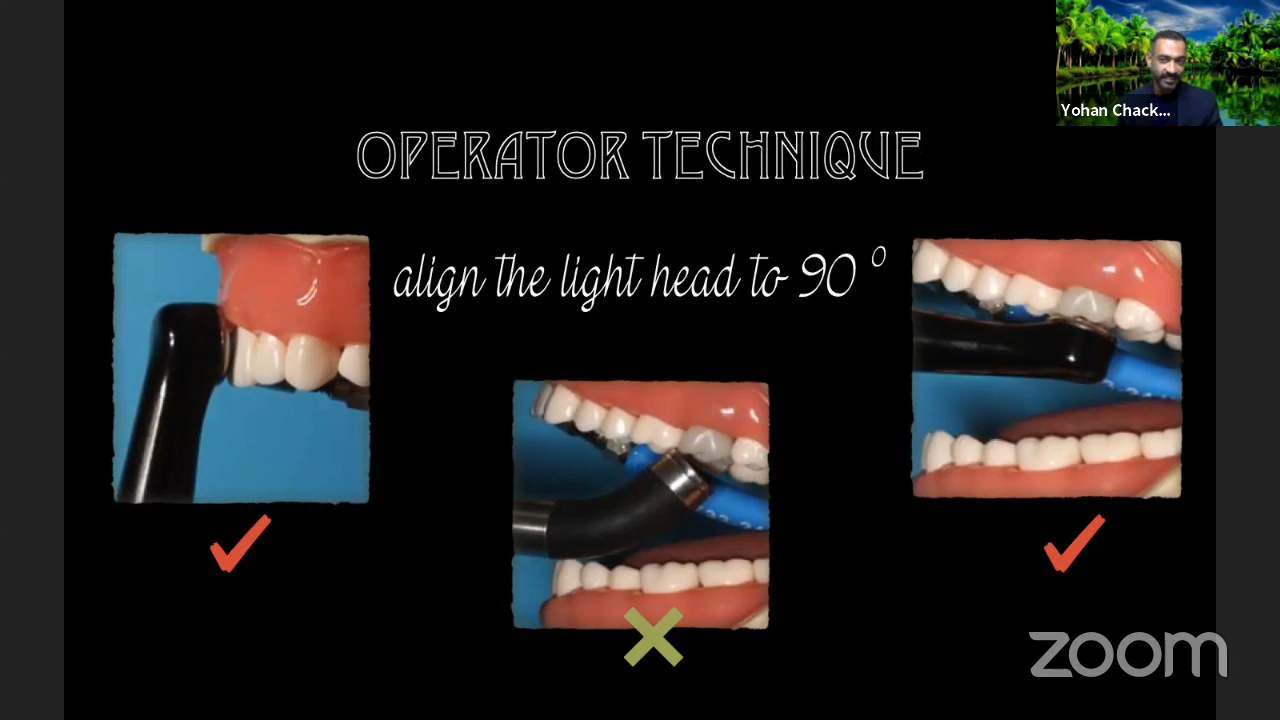 Yohan Chack...
OPERATOR TECHNIQUE
align the light head to 90 °
zoom